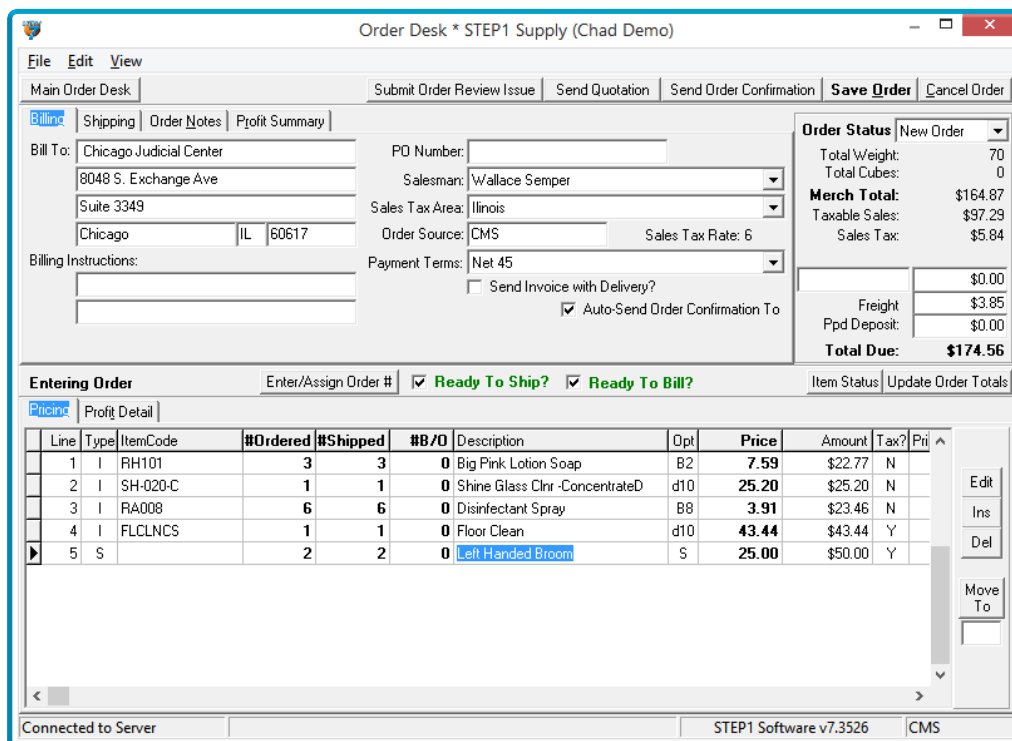 Order Desk * STEP1 Supply (Chad Demo)
File Edit View
Main Order Desk Submit Order Review Issue Send Quotation Send Order Confirmation Save Order Cancel Order
Billing Shipping Order Notes Profit Summary
Order Status New Order
Bill To: Chicago Judicial Center PO Number:
Total Weight: 70
8048 S. Exchange Ave Salesman: Wallace Semper
Total Cubes: 0
Merch Total: $164.87
Suite 3349 Sales Tax Area: Ilinois
Taxable Sales: $97.29
Chicago IL 60617 Order Source: CMS Sales Tax Rate: 6
Sales Tax: $5.84
Billing Instructions: Payment Terms: Net 45
$0.00
Send Invoice with Delivery?
Freight $3.85
Auto-Send Order Confirmation To
Ppd Deposit: $0.00
Total Due: $174.56
Entering Order Enter/Assign Order # Ready To Ship? Ready To Bill? Item Status Update Order Totals
Pricing Profit Detail
Line Type ItemCode #Ordered #Shipped #B/O Description Opt Price Amount Tax? Pri
1 I RH101 3 3 0 Big Pink Lotion Soap B2 7.59 $22.77 N
2 I SH-020-C 1 1 0 Shine Glass Clnr -ConcentrateD d10 25.20 $25.20 N
3 I RA008 6 6 0 Disinfectant Spray B8 3.91 $23.46 N
4 I FLCLNCS 1 1 0 Floor Clean d10 43.44 $43.44 Y
5 S 2 2 0 Left Handed Broom S 25.00 $50.00 Y
Edit
Ins
Del
Move
To
Connected to Server STEP1 Software v7.3526 CMS